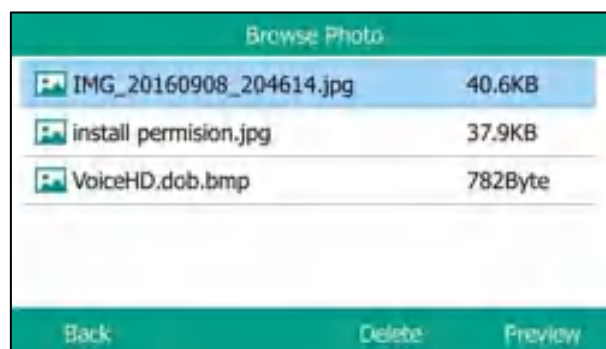 Browse Photo
IMG_20160908_204614.jpg 40.6KB
install permision.jpg 37.9KB
VoiceHD.dob.bmp 782Byte
Back Delete Preview